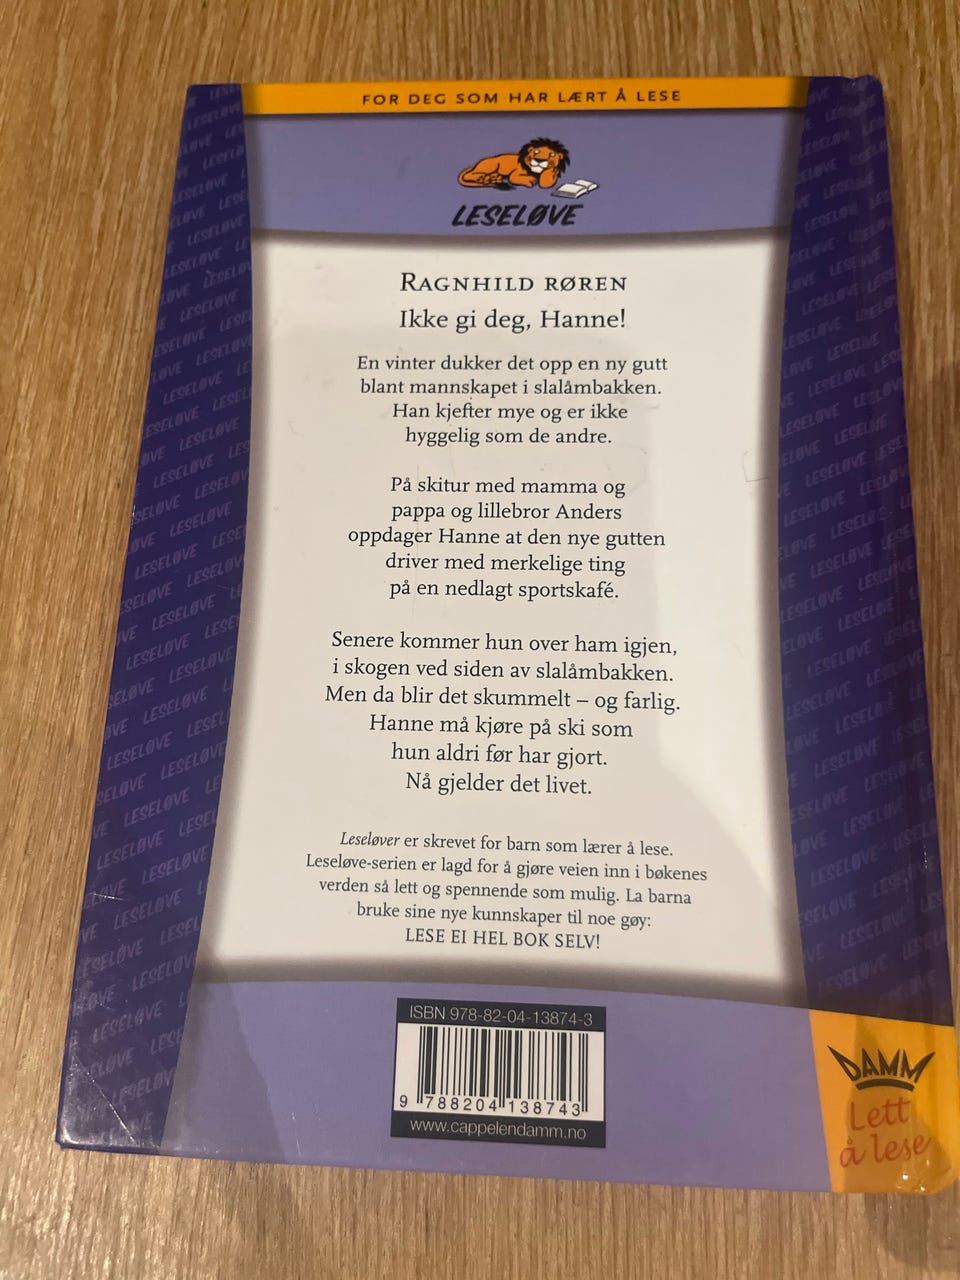 FOR DEG SOM HAR LÆRT Å LESE
LESELØVE
RAGNHILD RØREN
Ikke gi deg, Hanne!
En vinter dukker det opp en ny gutt
blant mannskapet i slalåmbakken.
Han kjefter mye og er ikke
hyggelig som de andre.
På skitur med mamma og
pappa og lillebror Anders
oppdager Hanne at den nye gutten
driver med merkelige ting
på en nedlagt sportskafé.
Senere kommer hun over ham igjen,
i skogen ved siden av slalåmbakken.
Men da blir det skummelt – og farlig.
Hanne må kjøre på ski som
hun aldri før har gjort.
Nå gjelder det livet.
Leseløver er skrevet for barn som lærer å lese.
Leseløve-serien er lagd for å gjøre veien inn i bøkenes
verden så lett og spennende som mulig. La barna
bruke sine nye kunnskaper til noe gøy:
LESE EI HEL BOK SELV!
ISBN 978-82-04-13874-3
9 788204 138743
www.cappelendamm.no
DAMM
Lett
å lese